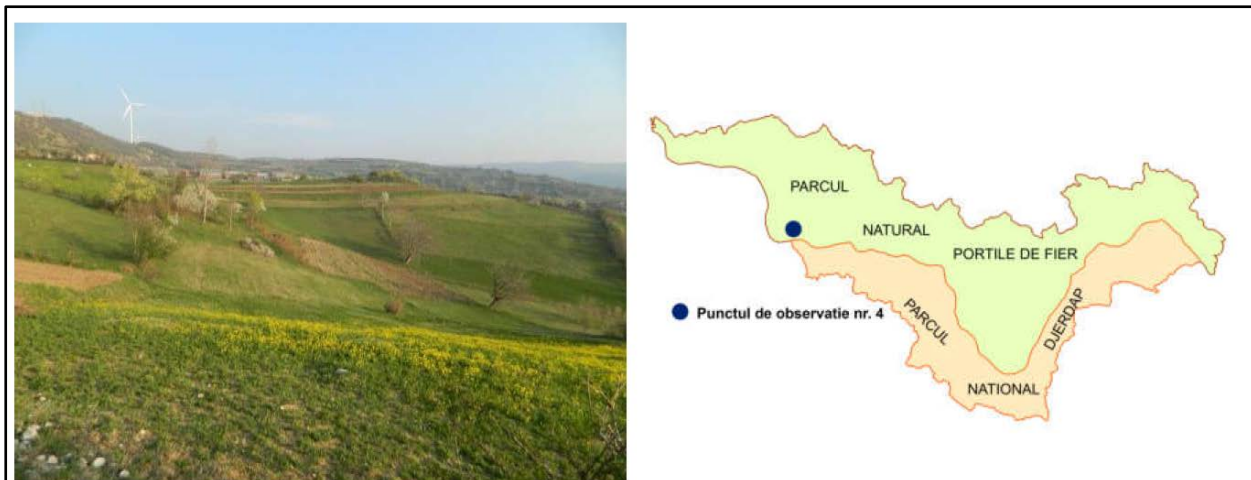 PARCUL
NATURAL
PORTILE DE FIER
PARCUL
NATIONAL
DJERDAP
Punctul de observatie nr. 4